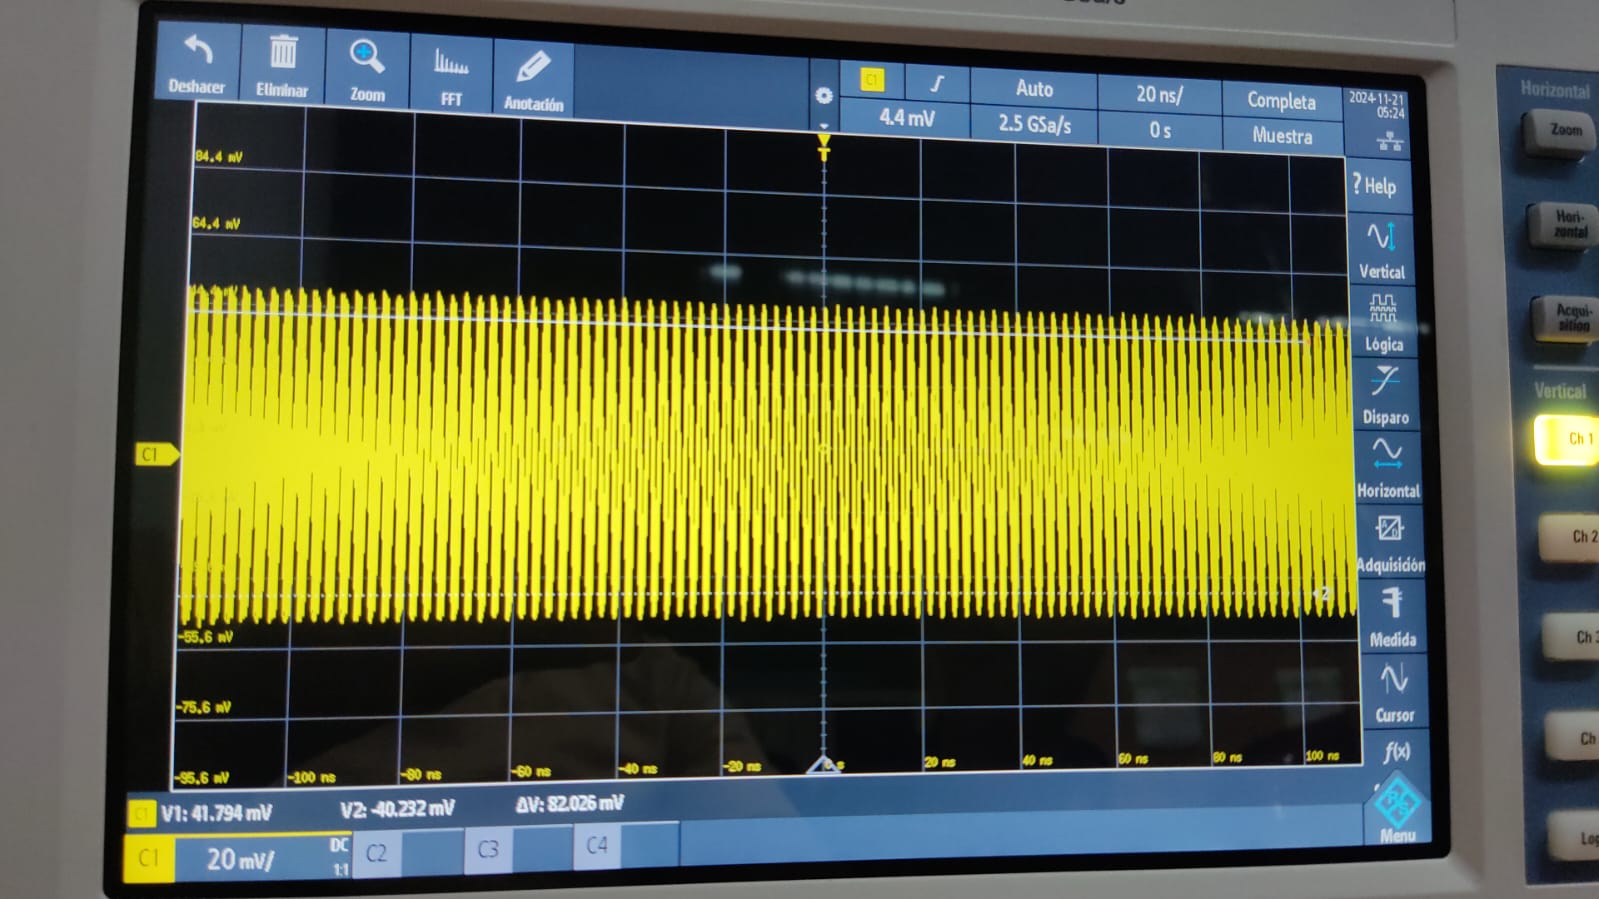 Deshacer
Eliminar
Zoom
FFT
Anotación
C1
Auto
20 ns/
Completa
4.4 mV
2.5 GSa/s
0 s
Muestra
2024-11-21
05:24
T
84.4 mV
64.4 mV
-55.6 mV
-75.6 mV
-95.6 mV
-100 ns
-80 ns
-60 ns
-40 ns
-20 ns
20 ns
40 ns
60 ns
80 ns
100 ns
C1
? Help
Vertical
Lógica
Disparo
Horizontal
Adquisición
Medida
Cursor
f(x)
Menu
C1 V1: 41.794 mV V2: -40.232 mV ΔV: 82.026 mV
C1 20 mV/ DC 1:1 C2 C3 C4
Horizontal
Zoom
Hori-
zontal
Acqui-
sition
Vertical
Ch 1
Ch 2
Ch
Ch